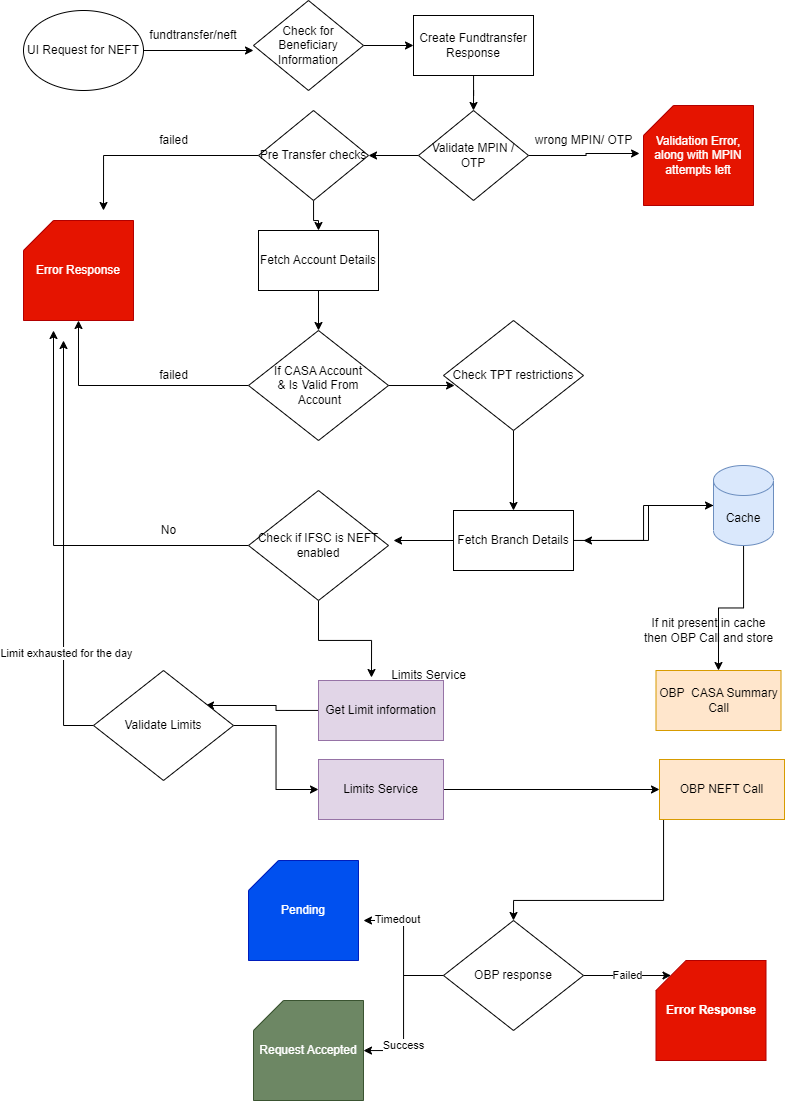 UI Request for NEFT
fundtransfer/neft
Check for
Beneficiary
Information
Create Fundtransfer
Response
failed
Pre Transfer checks
Validate MPIN /
OTP
wrong MPIN/ OTP
Validation Error,
along with MPIN
attempts left
Error Response
Fetch Account Details
failed
If CASA Account
& Is Valid From
Account
Check TPT restrictions
No
Check if IFSC is NEFT
enabled
Fetch Branch Details
Cache
If nit present in cache
then OBP Call and store
Limit exhausted for the day
Limits Service
Get Limit information
OBP CASA Summary
Call
Validate Limits
Limits Service
OBP NEFT Call
Pending
Timedout
OBP response
Failed
Error Response
Request Accepted
Success